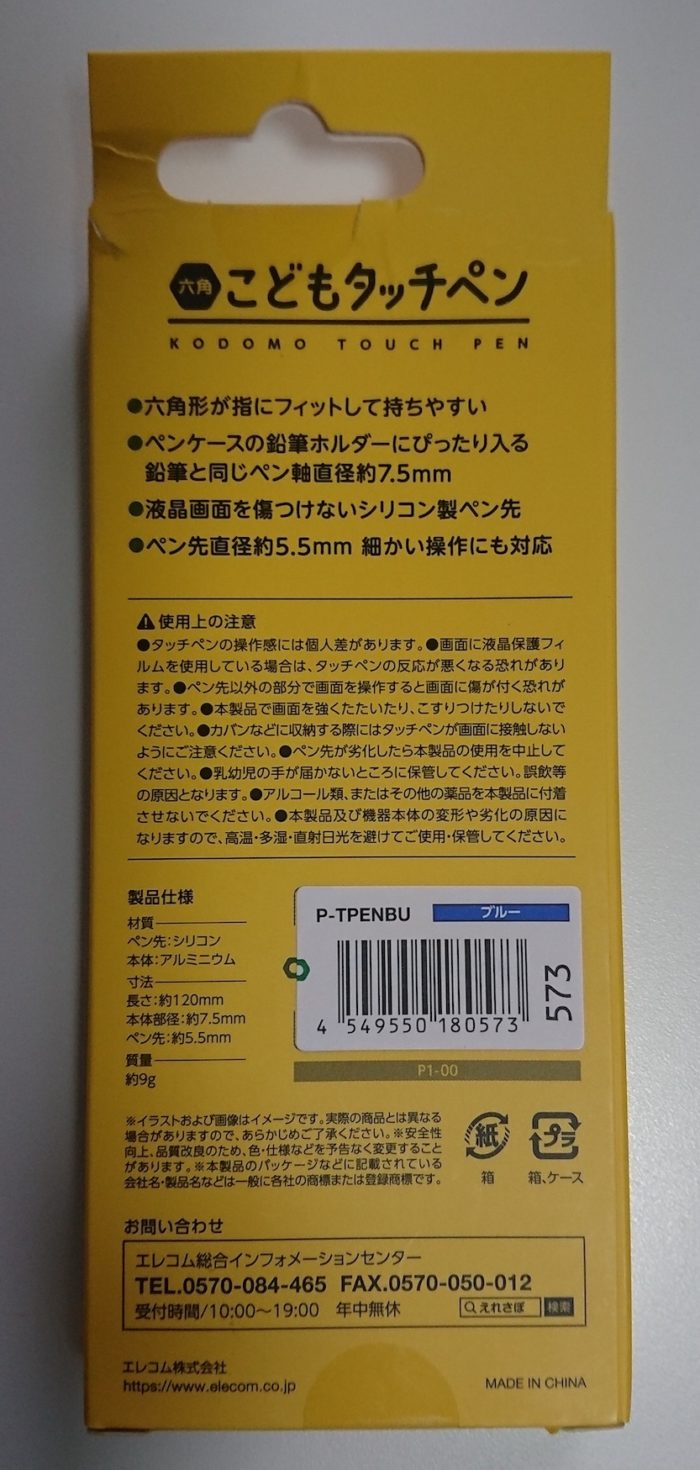 六角 こどもタッチペン
KODOMO TOUCH PEN
●六角形が指にフィットして持ちやすい
●ペンケースの鉛筆ホルダーにぴったり入る
鉛筆と同じペン軸直径約7.5mm
●液晶画面を傷つけないシリコン製ペン先
●ペン先直径約5.5mm 細かい操作にも対応
使用上の注意
●タッチペンの操作感には個人差があります。●画面に液晶保護フィ
ルムを使用している場合は、タッチペンの反応が悪くなる恐れがあり
ます。●ペン先以外の部分で画面を操作すると画面に傷が付く恐れが
あります。●本製品で画面を強くたたいたり、こすりつけたりしないで
ください。●カバンなどに収納する際にはタッチペンが画面に接触しない
ようにご注意ください。●ペン先が劣化したら本製品の使用を中止して
ください。●乳幼児の手が届かないところに保管してください。誤飲等
の原因となります。●アルコール類、またはその他の薬品を本製品に付着
させないでください。●本製品及び機器本体の変形や劣化の原因に
なりますので、高温・多湿・直射日光を避けてご使用・保管してください。
製品仕様
材質
ペン先:シリコン
本体:アルミニウム
寸法
長さ:約120mm
本体部径:約7.5mm
ペン先:約5.5mm
質量
約9g
P-TPENBU ブルー
4 549550 180573
573
P1-00
※イラストおよび画像はイメージです。実際の商品とは異なる
場合がありますので、あらかじめご了承ください。※安全性
向上、品質改良のため、色・仕様などを予告なく変更すること
があります。※本製品のパッケージなどに記載されている
会社名・製品名などは一般に各社の商標または登録商標です。
紙 プラ
箱 箱、ケース
お問い合わせ
エレコム総合インフォメーションセンター
TEL.0570-084-465 FAX.0570-050-012
受付時間/10:00～19:00 年中無休 えれさぽ 検索
エレコム株式会社
https://www.elecom.co.jp MADE IN CHINA